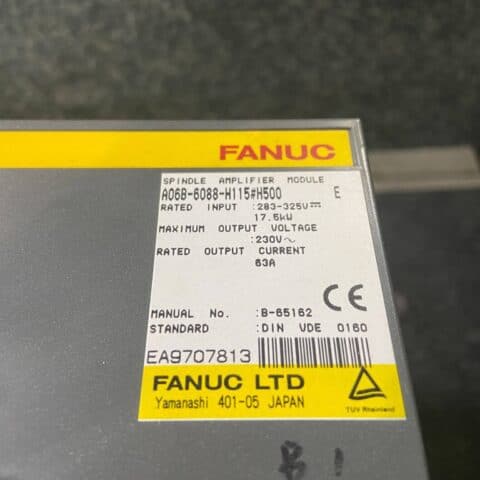 FANUC
SPINDLE AMPLIFIER MODULE
A06B-6088-H115#H500 E
RATED INPUT :283-325V⎓
17.5kW
MAXIMUM OUTPUT VOLTAGE
:230V~
RATED OUTPUT CURRENT
63A
MANUAL No. :B-65162
STANDARD :DIN VDE 0160
CE
EA9707813
FANUC LTD
Yamanashi 401-05 JAPAN
TUV Rheinland